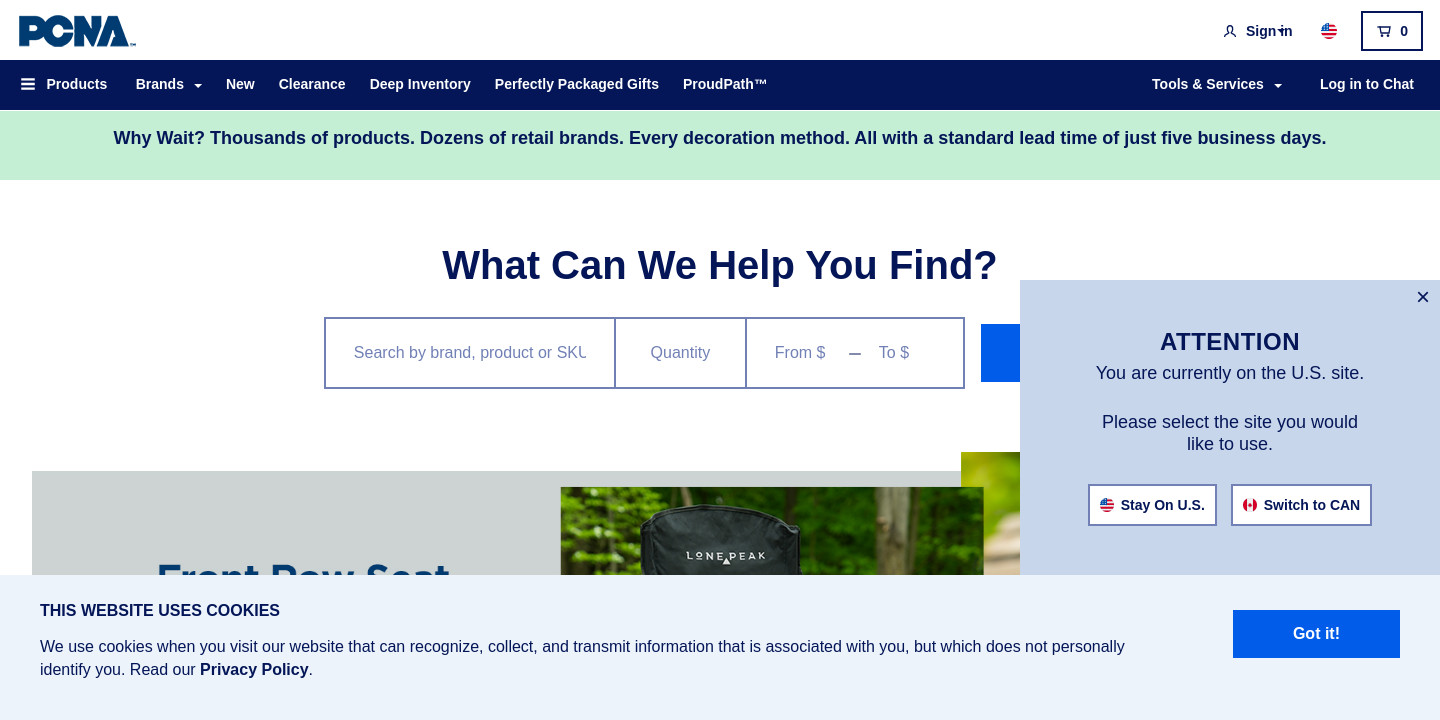 PCNA™
Sign in
0
Products
Brands
New
Clearance
Deep Inventory
Perfectly Packaged Gifts
ProudPath™
Tools & Services
Log in to Chat
Why Wait? Thousands of products. Dozens of retail brands. Every decoration method. All with a standard lead time of just five business days.
What Can We Help You Find?
Search by brand, product or SKU
Quantity
From $
To $
×
ATTENTION
You are currently on the U.S. site.
Please select the site you would
like to use.
Stay On U.S.
Switch to CAN
LONE PEAK
Front Row Seat
THIS WEBSITE USES COOKIES
We use cookies when you visit our website that can recognize, collect, and transmit information that is associated with you, but which does not personally
identify you. Read our Privacy Policy.
Got it!